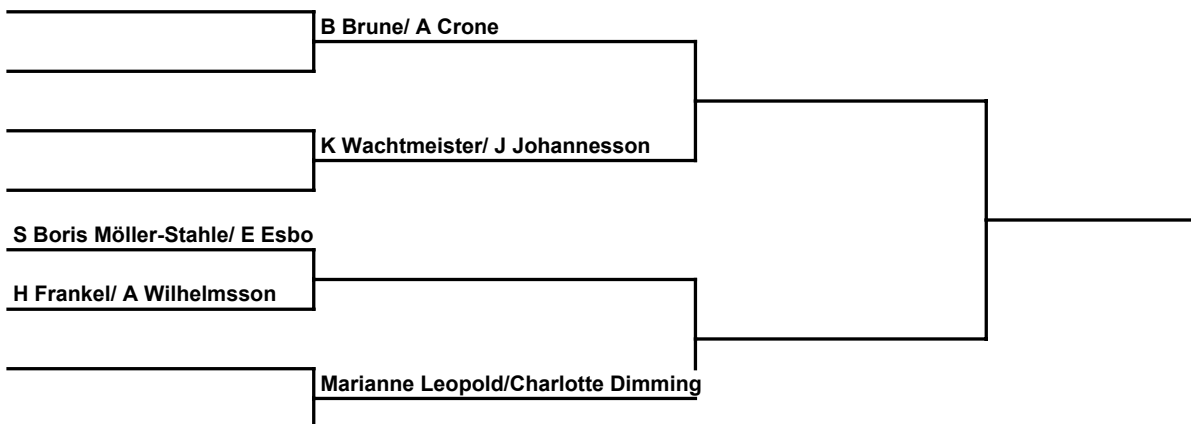 B Brune/ A Crone
K Wachtmeister/ J Johannesson
S Boris Möller-Stahle/ E Esbo
H Frankel/ A Wilhelmsson
Marianne Leopold/Charlotte Dimming